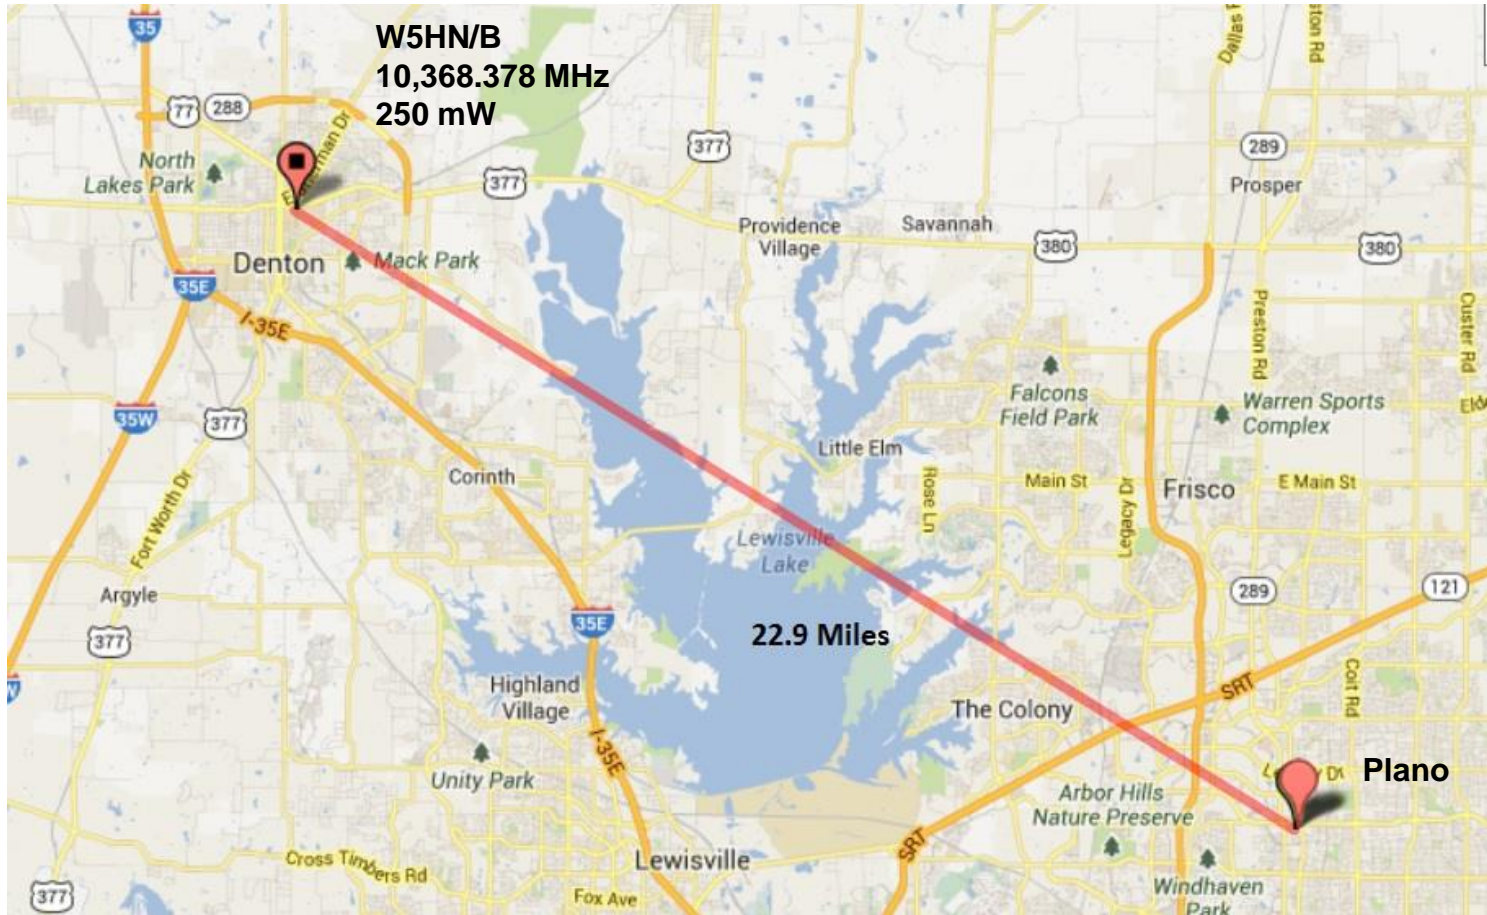 35
W5HN/B
10,368.378 MHz
250 mW
77
288
North
Lakes Park
377
377
289
Prosper
Providence
Village
Savannah
380
380
Denton
Mack Park
35E
I-35E
Preston Rd
Custer Rd
Falcons
Field Park
Warren Sports
Complex
35W
377
Corinth
Little Elm
Rose Ln
Main St
Legacy Dr
Frisco
E Main St
Fort Worth Dr
Lewisville
Lake
Argyle
377
35E
289
121
22.9 Miles
Highland
Village
The Colony
SRT
Coit Rd
I-35E
Unity Park
Plano
Arbor Hills
Nature Preserve
SRT
Cross Timbers Rd
Lewisville
Fox Ave
377
Windhaven
Park